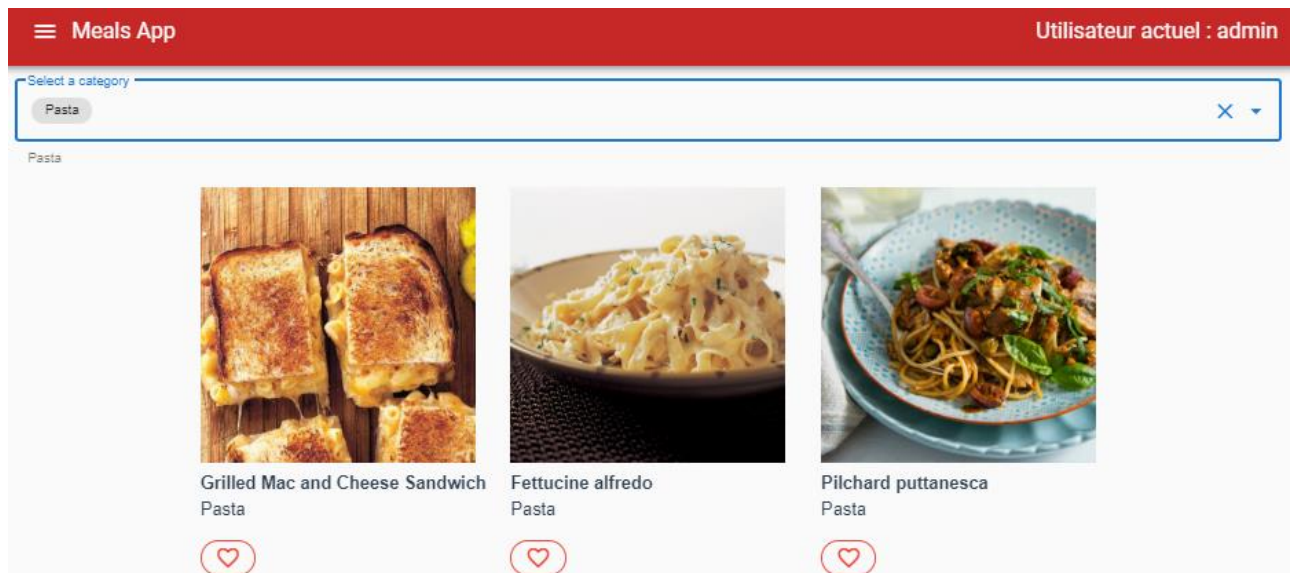 Meals App
Utilisateur actuel : admin
Select a category
Pasta
Pasta
Grilled Mac and Cheese Sandwich
Fettucine alfredo
Pilchard puttanesca
Pasta
Pasta
Pasta